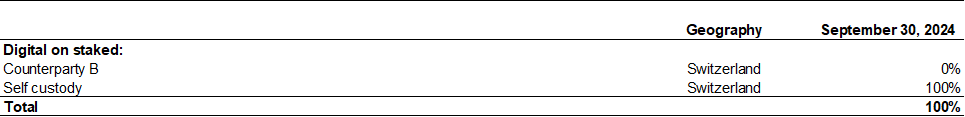 Geography September 30, 2024
Digital on staked:
Counterparty B Switzerland 0%
Self custody Switzerland 100%
Total 100%